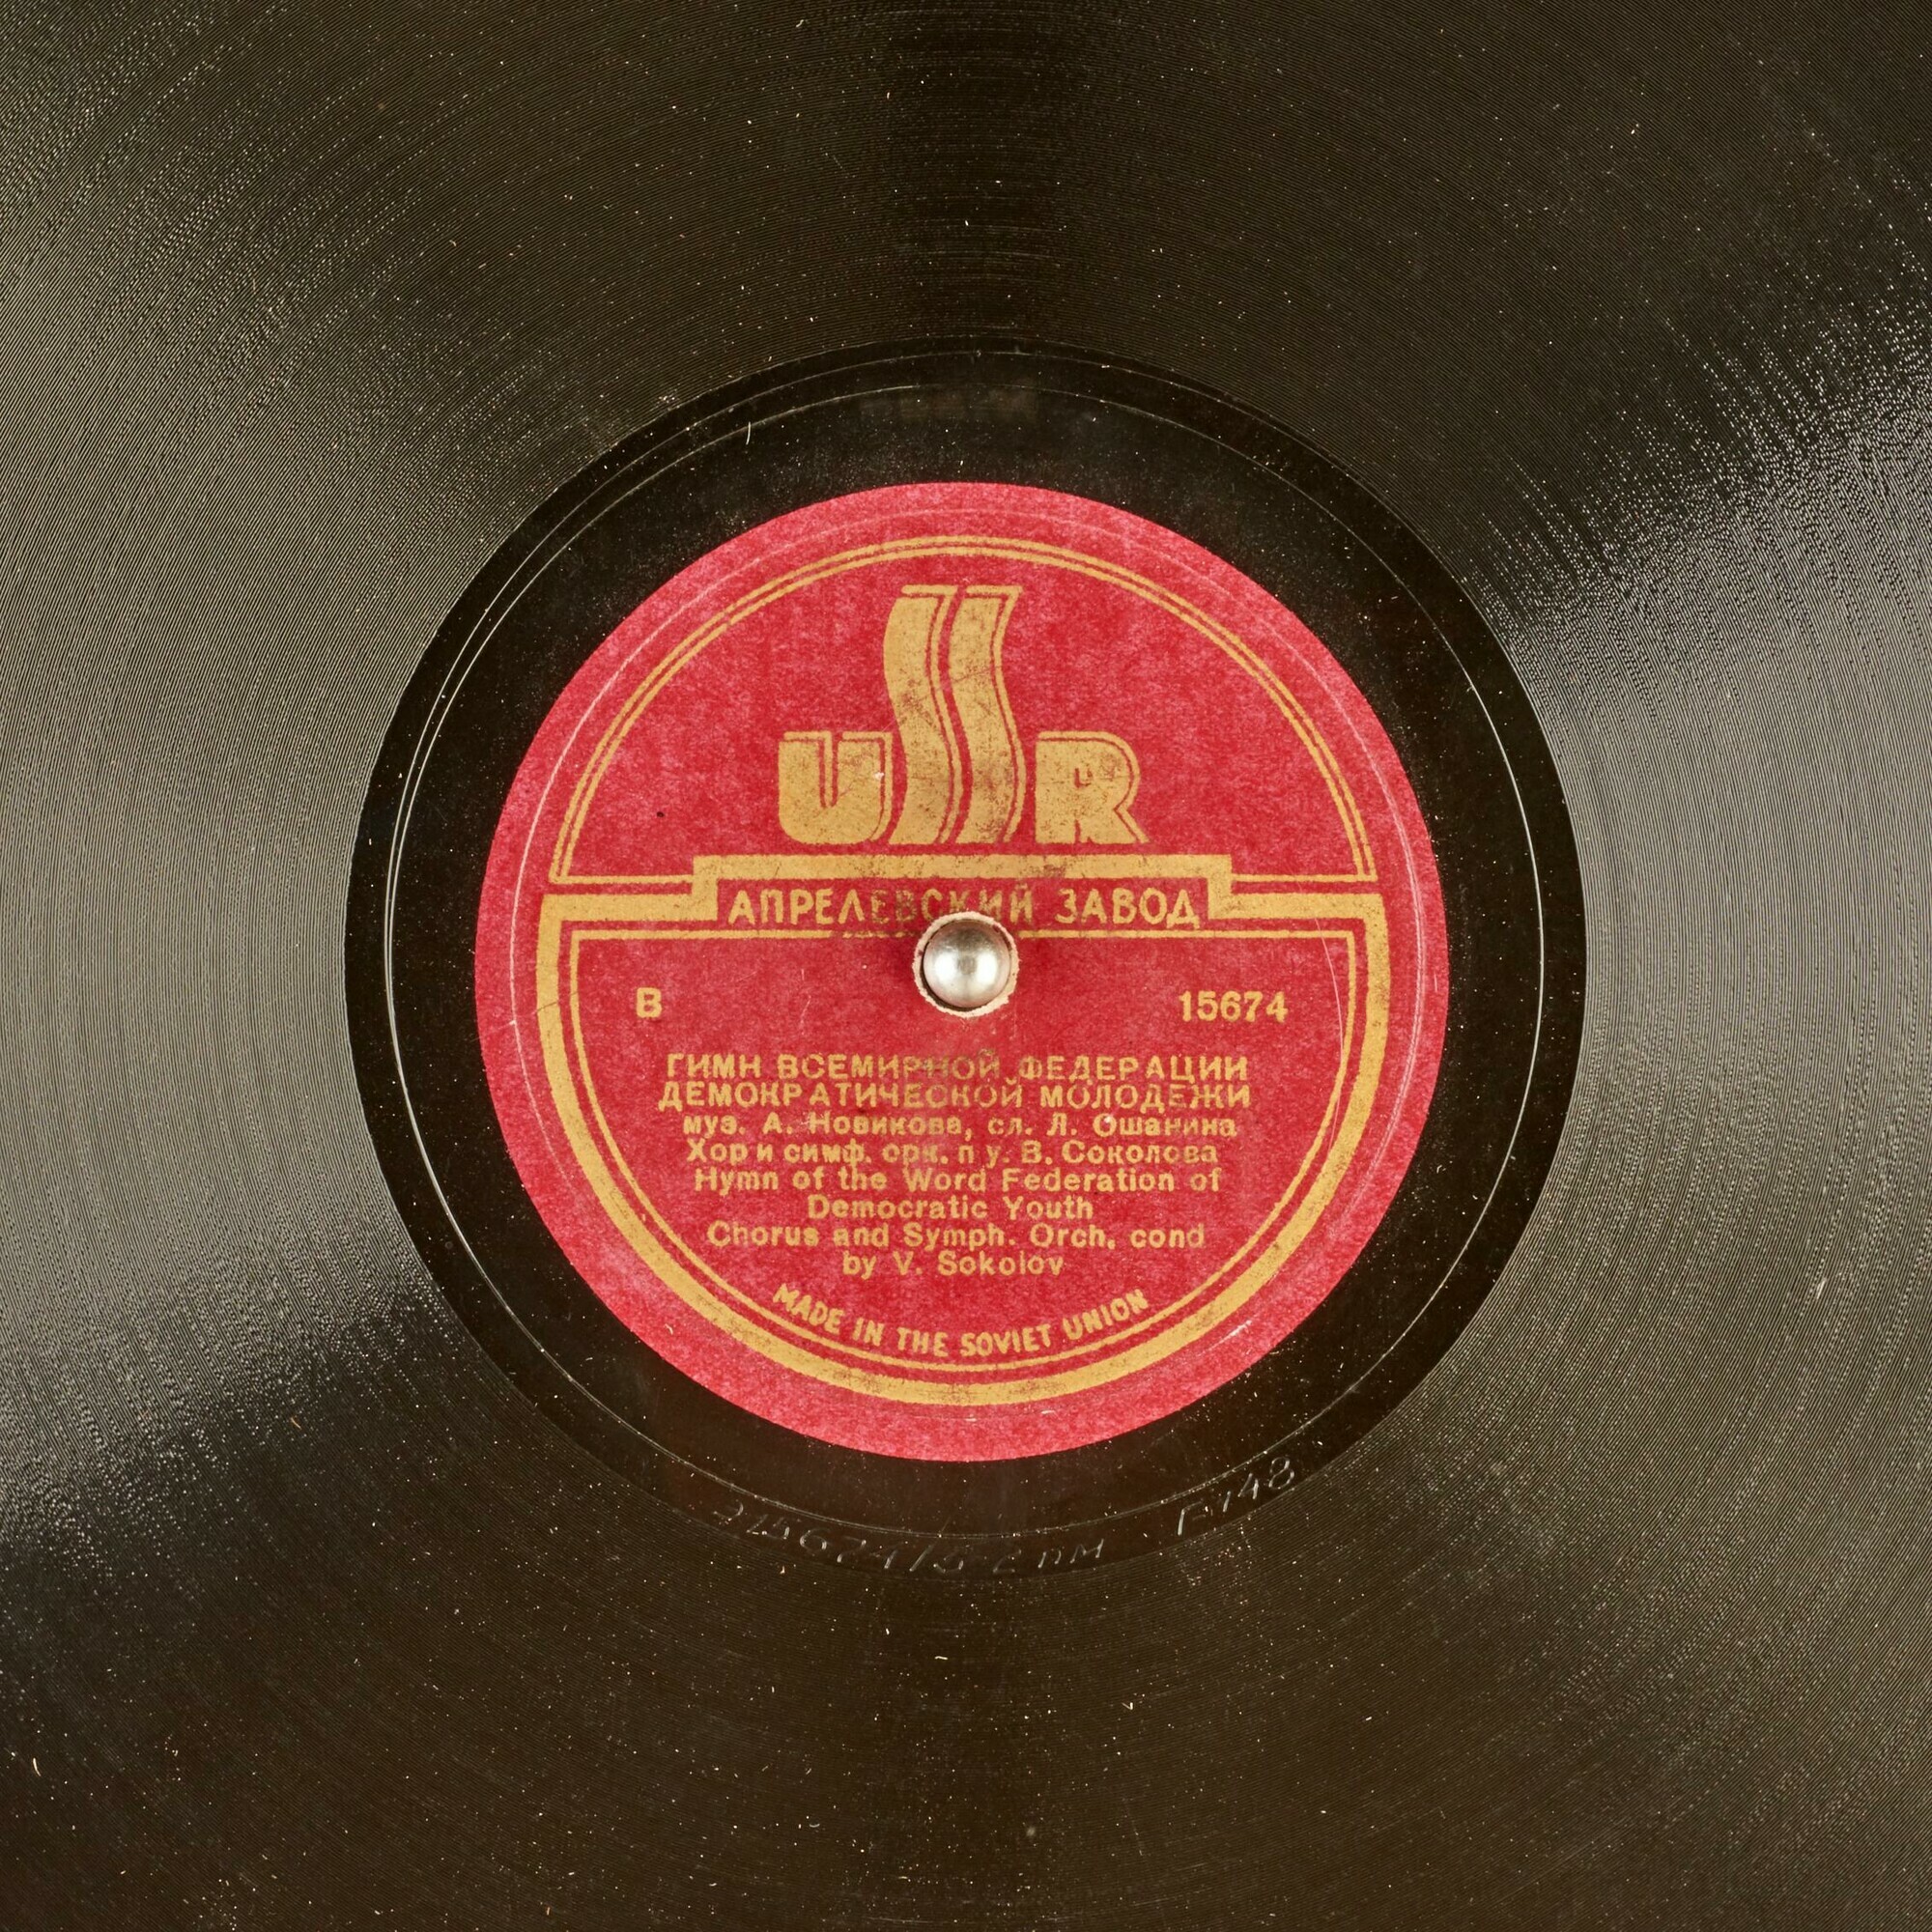 USSR
АПРЕЛЕВСКИЙ ЗАВОД
В 15674
ГИМН ВСЕМИРНОЙ ФЕДЕРАЦИИ
ДЕМОКРАТИЧЕСКОЙ МОЛОДЕЖИ
муз. А. Новикова, сл. Л. Ошанина
Хор и симф. орк. п у. В. Соколова
Hymn of the Word Federation of
Democratic Youth
Chorus and Symph. Orch. cond
by V. Sokolov
MADE IN THE SOVIET UNION